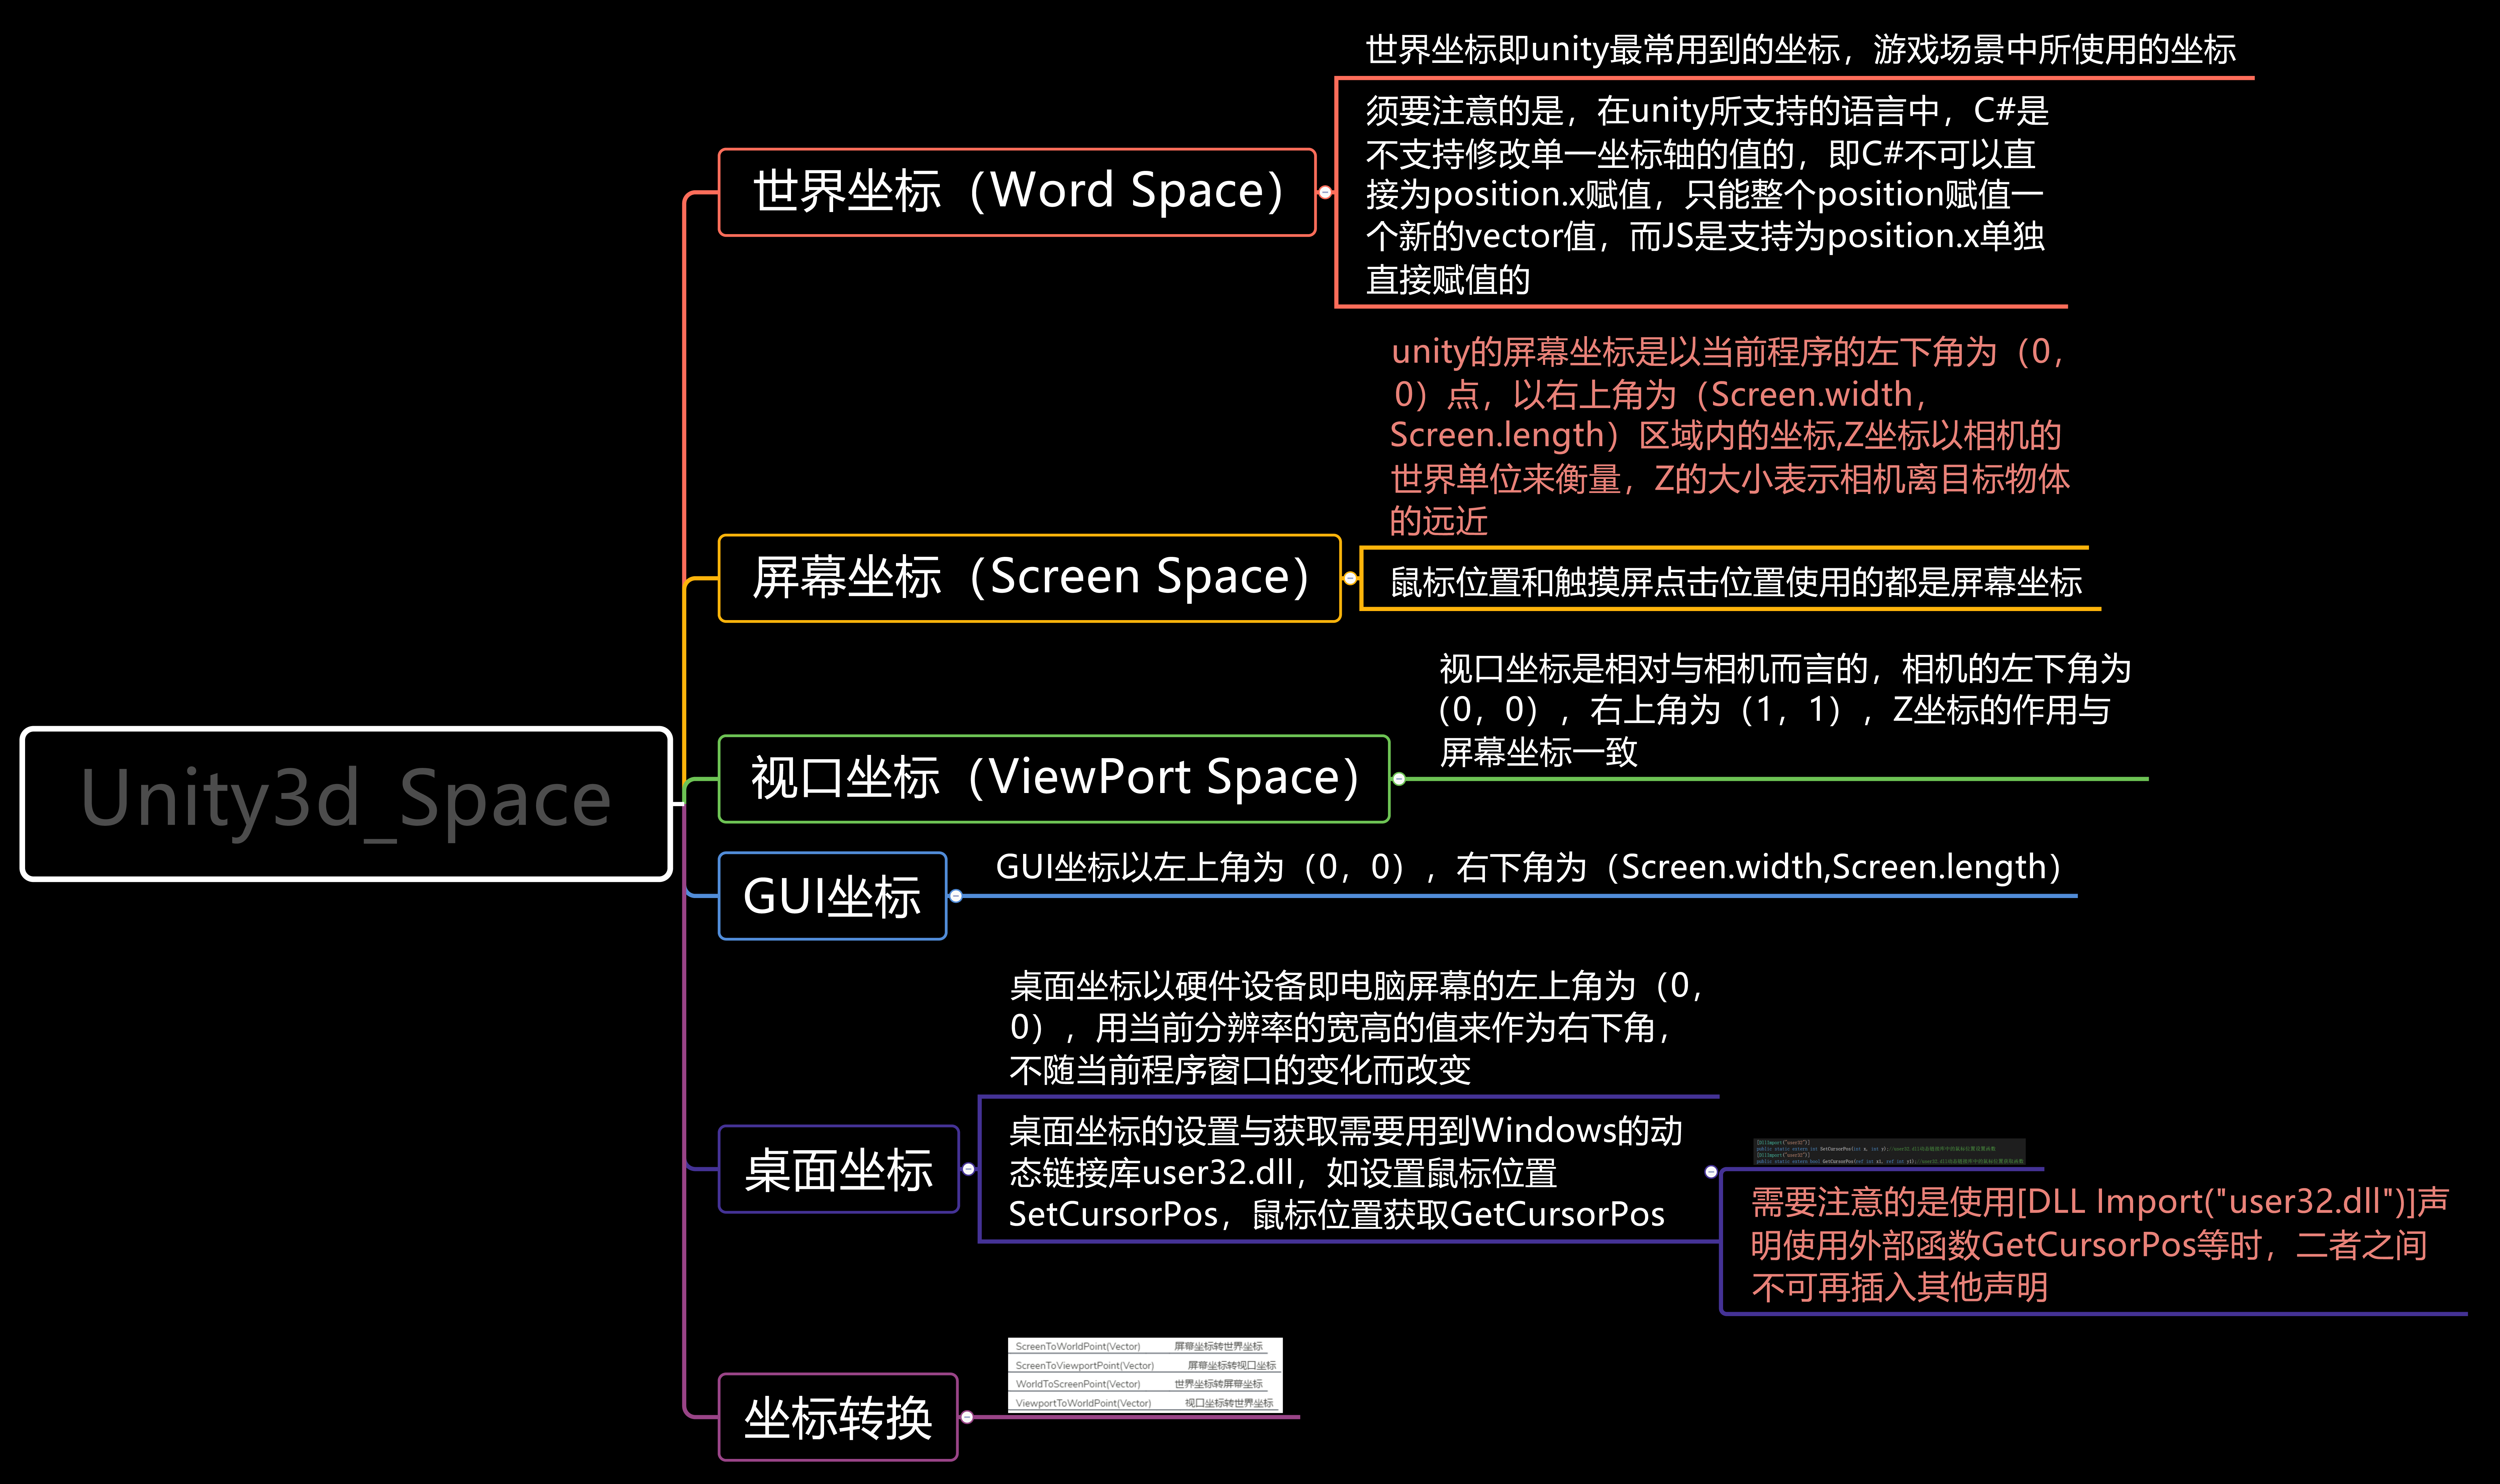 Unity3d_Space
世界坐标（Word Space）
世界坐标即unity最常用到的坐标，游戏场景中所使用的坐标
须要注意的是，在unity所支持的语言中，C#是
不支持修改单一坐标轴的值的，即C#不可以直
接为position.x赋值，只能整个position赋值一
个新的vector值，而JS是支持为position.x单独
直接赋值的
屏幕坐标（Screen Space）
unity的屏幕坐标是以当前程序的左下角为（0，
0）点，以右上角为（Screen.width，
Screen.length）区域内的坐标,Z坐标以相机的
世界单位来衡量，Z的大小表示相机离目标物体
的远近
鼠标位置和触摸屏点击位置使用的都是屏幕坐标
视口坐标（ViewPort Space）
视口坐标是相对与相机而言的，相机的左下角为
（0，0），右上角为（1，1），Z坐标的作用与
屏幕坐标一致
GUI坐标
GUI坐标以左上角为（0，0），右下角为（Screen.width,Screen.length）
桌面坐标
桌面坐标以硬件设备即电脑屏幕的左上角为（0，
0），用当前分辨率的宽高的值来作为右下角，
不随当前程序窗口的变化而改变
桌面坐标的设置与获取需要用到Windows的动
态链接库user32.dll，如设置鼠标位置
SetCursorPos，鼠标位置获取GetCursorPos
[DllImport("user32")]
public static extern int SetCursorPos(int x, int y);
[DllImport("user32")]
public static extern bool GetCursorPos(
需要注意的是使用[DLL Import("user32.dll")]声
明使用外部函数GetCursorPos等时，二者之间
不可再插入其他声明
坐标转换
ScreenToWorldPoint(Vector) 屏幕坐标转世界坐标
ScreenToViewportPoint(Vector) 屏幕坐标转视口坐标
WorldToScreenPoint(Vector) 世界坐标转屏幕坐标
ViewportToWorldPoint(Vector) 视口坐标转世界坐标